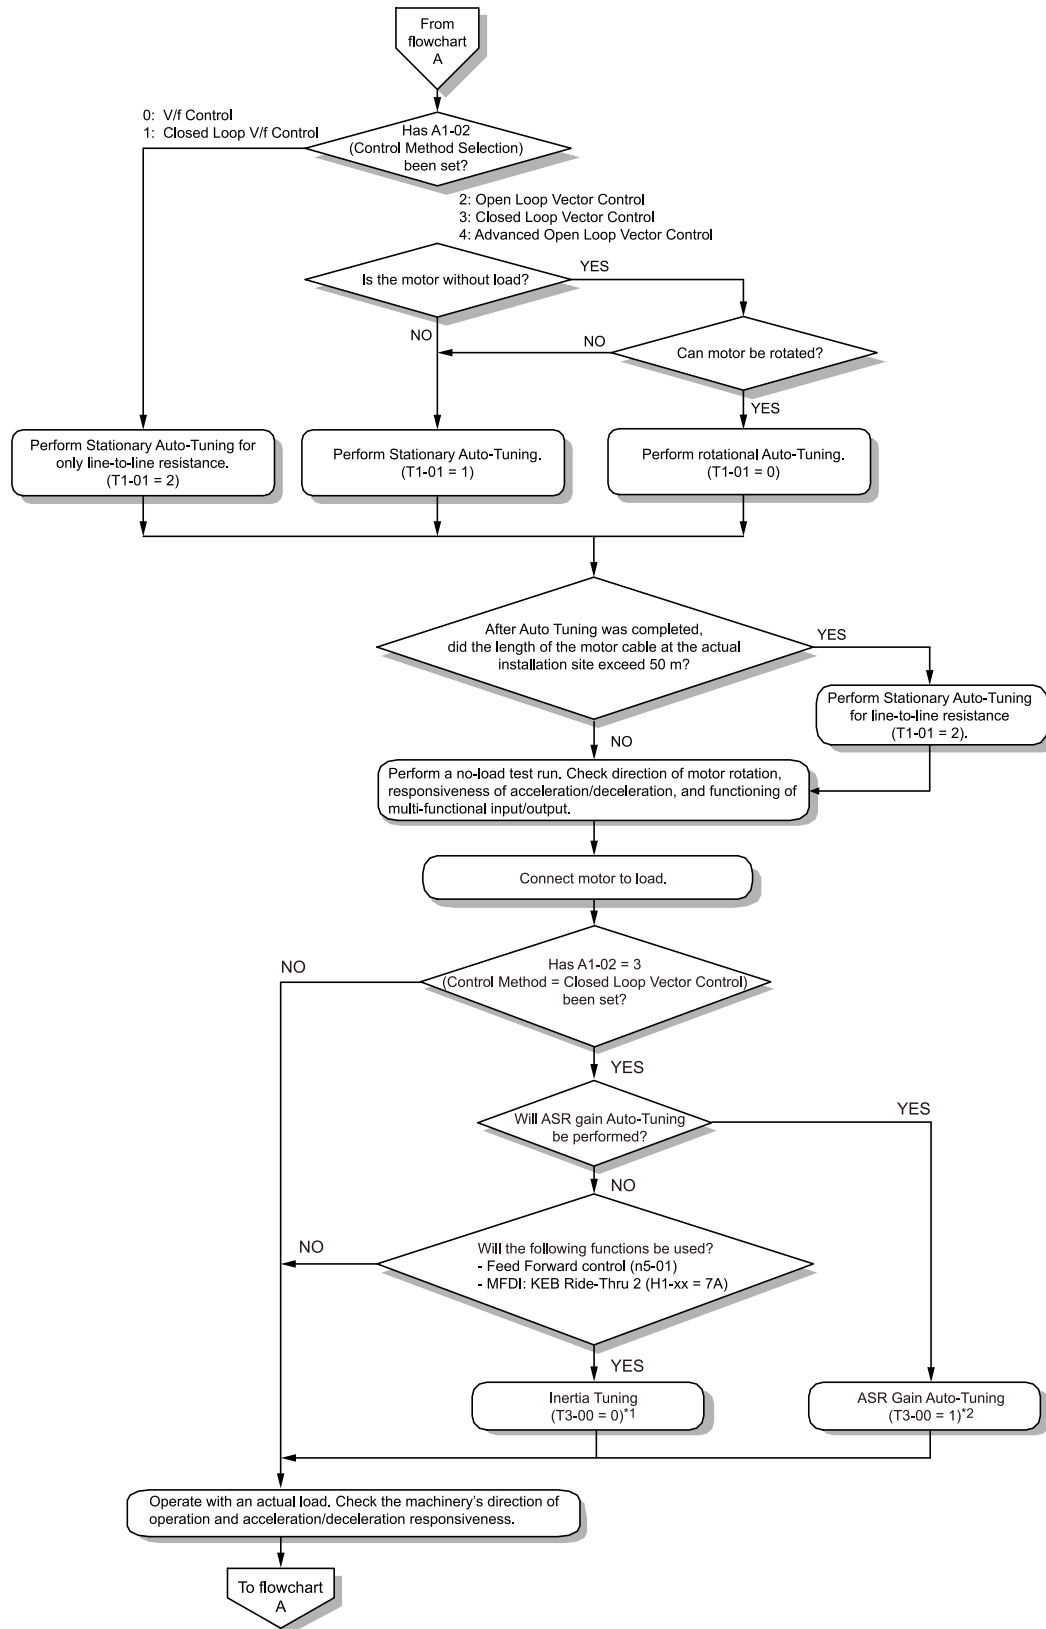 From
flowchart
A
0: V/f Control
1: Closed Loop V/f Control
Has A1-02
(Control Method Selection)
been set?
2: Open Loop Vector Control
3: Closed Loop Vector Control
4: Advanced Open Loop Vector Control
Is the motor without load?
YES
NO
NO
Can motor be rotated?
YES
Perform Stationary Auto-Tuning for
only line-to-line resistance.
(T1-01 = 2)
Perform Stationary Auto-Tuning.
(T1-01 = 1)
Perform rotational Auto-Tuning.
(T1-01 = 0)
After Auto Tuning was completed,
did the length of the motor cable at the actual
installation site exceed 50 m?
YES
Perform Stationary Auto-Tuning
for line-to-line resistance
(T1-01 = 2).
NO
Perform a no-load test run. Check direction of motor rotation,
responsiveness of acceleration/deceleration, and functioning of
multi-functional input/output.
Connect motor to load.
NO
Has A1-02 = 3
(Control Method = Closed Loop Vector Control)
been set?
YES
Will ASR gain Auto-Tuning
be performed?
YES
NO
NO
Will the following functions be used?
- Feed Forward control (n5-01)
- MFDI: KEB Ride-Thru 2 (H1-xx = 7A)
YES
Inertia Tuning
(T3-00 = 0)*1
ASR Gain Auto-Tuning
(T3-00 = 1)*2
Operate with an actual load. Check the machinery's direction of
operation and acceleration/deceleration responsiveness.
To flowchart
A